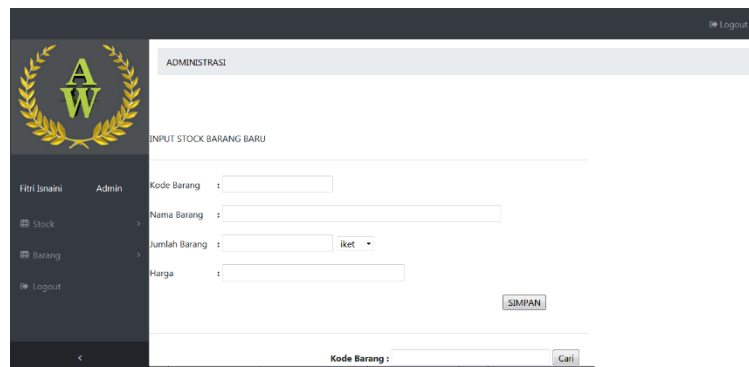 Logout
A
W
ADMINISTRASI
INPUT STOCK BARANG BARU
Fitri Isnaini Admin
Stock
Barang
Logout
Kode Barang :
Nama Barang :
Jumlah Barang : iket
Harga :
SIMPAN
Kode Barang : Cari